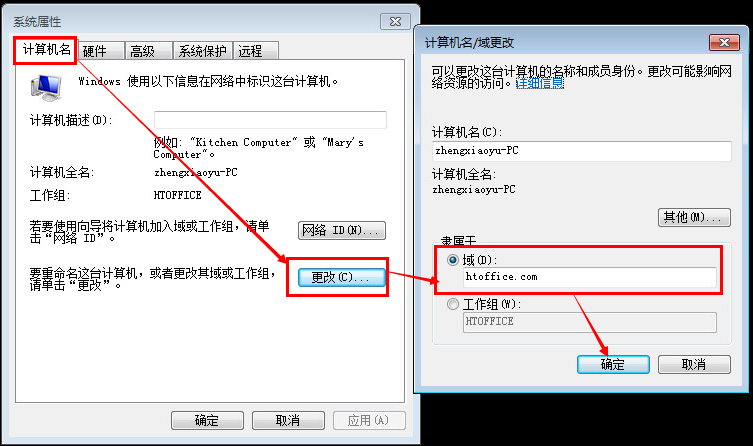 系统属性
计算机名 硬件 高级 系统保护 远程
Windows 使用以下信息在网络中标识这台计算机。
计算机描述(D):
例如: "Kitchen Computer" 或 "Mary's
Computer"。
计算机全名: zhengxiaoyu-PC
工作组: HTOFFICE
若要使用向导将计算机加入域或工作组,请单
击“网络 ID”。
网络 ID(N)...
要重命名这台计算机,或者更改其域或工作组,
请单击“更改”。
更改(C)...
确定 取消 应用(A)
计算机名/域更改
可以更改这台计算机的名称和成员身份。更改可能影响网
络资源的访问。详细信息
计算机名(C):
zhengxiaoyu-PC
计算机全名:
zhengxiaoyu-PC
其他(M)...
隶属于
域(D):
htoffice.com
工作组(W):
HTOFFICE
确定 取消